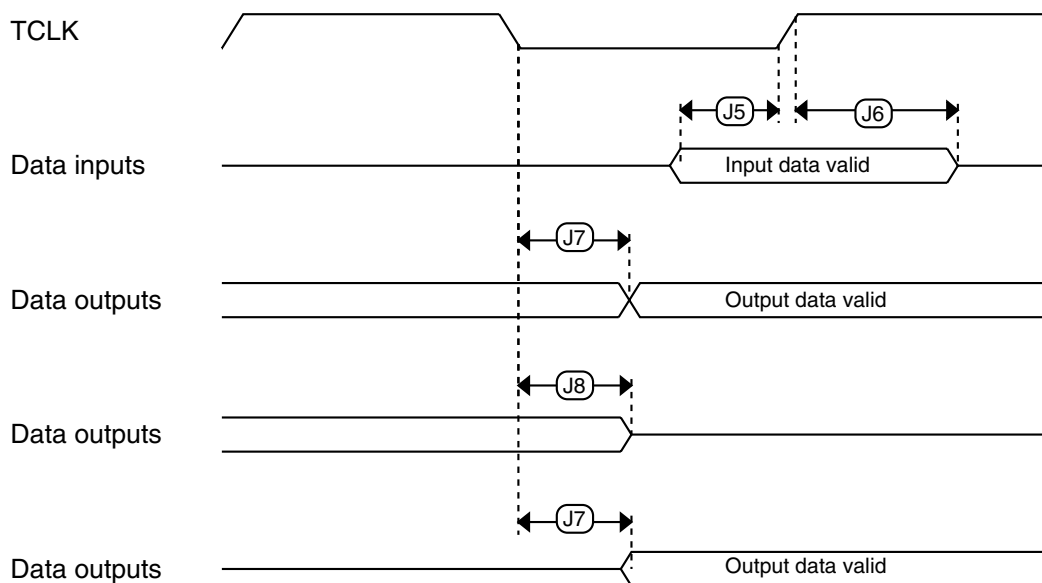 TCLK
J5
J6
Data inputs
Input data valid
J7
Data outputs
Output data valid
J8
Data outputs
J7
Data outputs
Output data valid